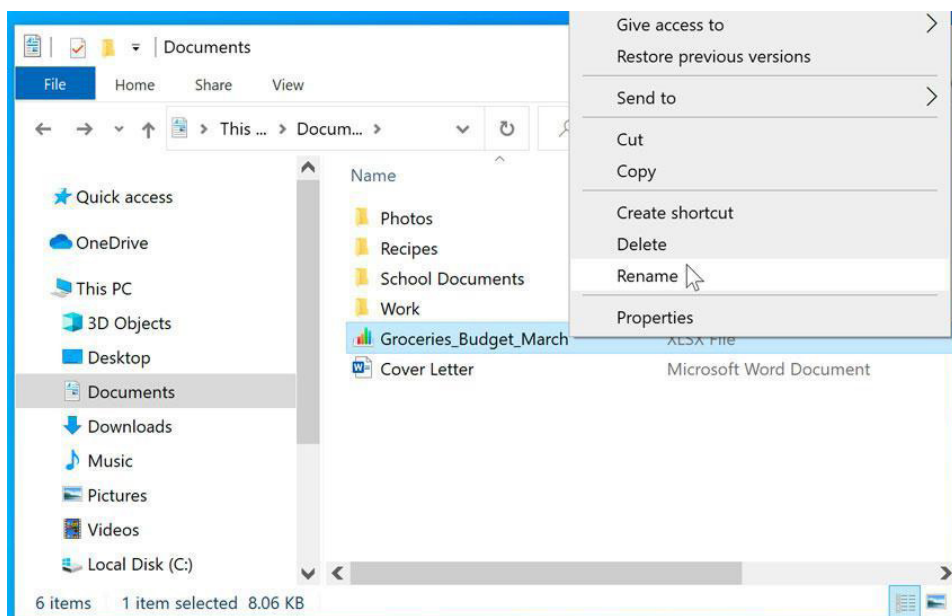 Documents
File Home Share View
This ... Docum...
Name
Quick access
OneDrive
This PC
3D Objects
Desktop
Documents
Downloads
Music
Pictures
Videos
Local Disk (C:)
Photos
Recipes
School Documents
Work
Groceries_Budget_March XLSX File
Cover Letter Microsoft Word Document
Give access to
Restore previous versions
Send to
Cut
Copy
Create shortcut
Delete
Rename
Properties
6 items 1 item selected 8.06 KB